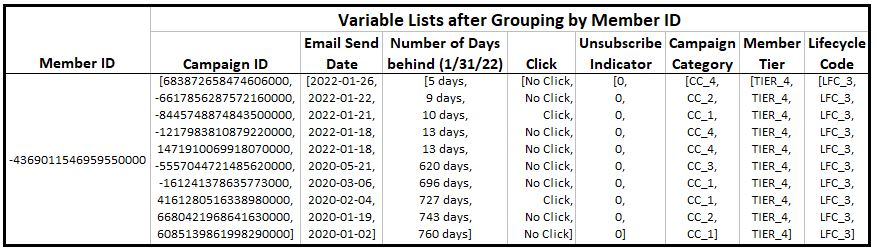 Variable Lists after Grouping by Member ID
Member ID Campaign ID Email Send Date Number of Days behind (1/31/22) Click Unsubscribe Indicator Campaign Category Member Tier Lifecycle Code
-4369011546959550000
[683872658474606000, [2022-01-26, [5 days, [No Click, [0, [CC_4, [TIER_4, [LFC_3,
-6617856287572160000, 2022-01-22, 9 days, No Click, 0, CC_2, TIER_4, LFC_3,
-8445748874843500000, 2022-01-21, 10 days, Click, 0, CC_1, TIER_4, LFC_3,
-1217983810879220000, 2022-01-18, 13 days, No Click, 0, CC_4, TIER_4, LFC_3,
1471910069918070000, 2022-01-18, 13 days, No Click, 0, CC_4, TIER_4, LFC_3,
-5557044721485620000, 2020-05-21, 620 days, No Click, 0, CC_3, TIER_4, LFC_3,
-161241378635773000, 2020-03-06, 696 days, No Click, 0, CC_1, TIER_4, LFC_3,
4161280516338980000, 2020-02-04, 727 days, Click, 0, CC_1, TIER_4, LFC_3,
6680421968641630000, 2020-01-19, 743 days, No Click, 0, CC_2, TIER_4, LFC_3,
6085139861998290000] 2020-01-02] 760 days] No Click] 0] CC_1] TIER_4] LFC_3]